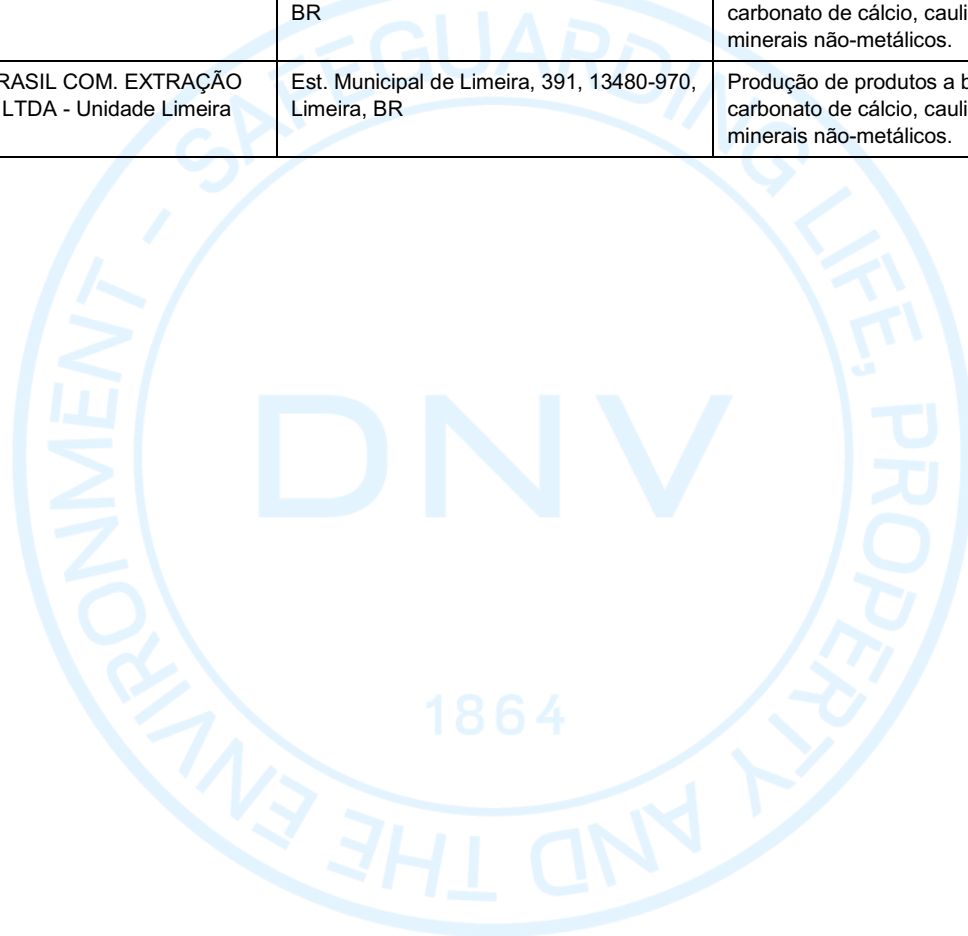 BR
carbonato de cálcio, cauli
minerais não-metálicos.
RASIL COM. EXTRAÇÃO
LTDA - Unidade Limeira
Est. Municipal de Limeira, 391, 13480-970,
Limeira, BR
Produção de produtos a b
carbonato de cálcio, cauli
minerais não-metálicos.
SAFEGUARDING LIFE, PROPERTY AND THE ENVIRONMENT -
DNV
1864